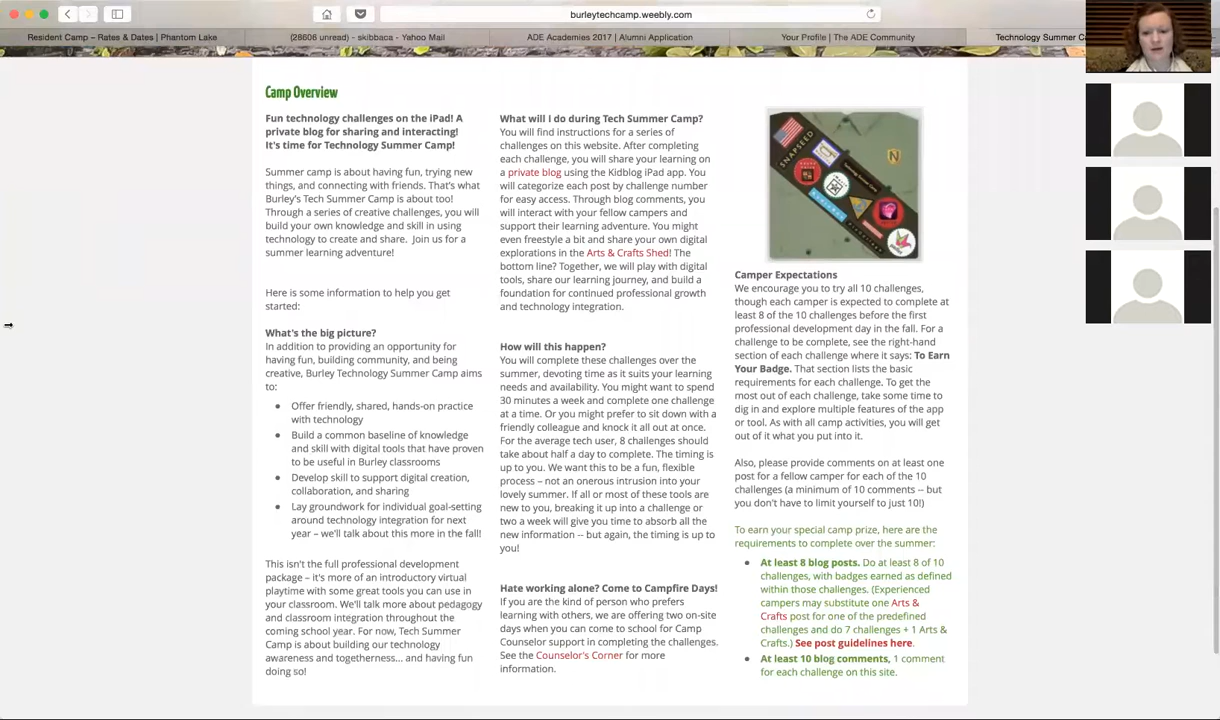 burleytechcamp.weebly.com
Resident Camp – Rates & Dates | Phantom Lake
(28606 unread) - skibbaca - Yahoo Mail
ADE Academies 2017 | Alumni Application
Your Profile | The ADE Community
Technology Summer C
Camp Overview
Fun technology challenges on the iPad! A
private blog for sharing and interacting!
It's time for Technology Summer Camp!
Summer camp is about having fun, trying new
things, and connecting with friends. That's what
Burley's Tech Summer Camp is about too!
Through a series of creative challenges, you will
build your own knowledge and skill in using
technology to create and share. Join us for a
summer learning adventure!
Here is some information to help you get
started:
What's the big picture?
In addition to providing an opportunity for
having fun, building community, and being
creative, Burley Technology Summer Camp aims
to:
Offer friendly, shared, hands-on practice
with technology
Build a common baseline of knowledge
and skill with digital tools that have proven
to be useful in Burley classrooms
Develop skill to support digital creation,
collaboration, and sharing
Lay groundwork for individual goal-setting
around technology integration for next
year – we'll talk about this more in the fall!
This isn't the full professional development
package – it's more of an introductory virtual
playtime with some great tools you can use in
your classroom. We'll talk more about pedagogy
and classroom integration throughout the
coming school year. For now, Tech Summer
Camp is about building our technology
awareness and togetherness... and having fun
doing so!
What will I do during Tech Summer Camp?
You will find instructions for a series of
challenges on this website. After completing
each challenge, you will share your learning on
a private blog using the Kidblog iPad app. You
will categorize each post by challenge number
for easy access. Through blog comments, you
will interact with your fellow campers and
support their learning adventure. You might
even freestyle a bit and share your own digital
explorations in the Arts & Crafts Shed! The
bottom line? Together, we will play with digital
tools, share our learning journey, and build a
foundation for continued professional growth
and technology integration.
How will this happen?
You will complete these challenges over the
summer, devoting time as it suits your learning
needs and availability. You might want to spend
30 minutes a week and complete one challenge
at a time. Or you might prefer to sit down with a
friendly colleague and knock it all out at once.
For the average tech user, 8 challenges should
take about half a day to complete. The timing is
up to you. We want this to be a fun, flexible
process – not an onerous intrusion into your
lovely summer. If all or most of these tools are
new to you, breaking it up into a challenge or
two a week will give you time to absorb all the
new information -- but again, the timing is up to
you!
Hate working alone? Come to Campfire Days!
If you are the kind of person who prefers
learning with others, we are offering two on-site
days when you can come to school for Camp
Counselor support in completing the challenges.
See the Counselor's Corner for more
information.
SNAPSEED
Camper Expectations
We encourage you to try all 10 challenges,
though each camper is expected to complete at
least 8 of the 10 challenges before the first
professional development day in the fall. For a
challenge to be complete, see the right-hand
section of each challenge where it says: To Earn
Your Badge. That section lists the basic
requirements for each challenge. To get the
most out of each challenge, take some time to
dig in and explore multiple features of the app
or tool. As with all camp activities, you will get
out of it what you put into it.
Also, please provide comments on at least one
post for a fellow camper for each of the 10
challenges (a minimum of 10 comments -- but
you don't have to limit yourself to just 10!)
To earn your special camp prize, here are the
requirements to complete over the summer:
At least 8 blog posts. Do at least 8 of 10
challenges, with badges earned as defined
within those challenges. (Experienced
campers may substitute one Arts &
Crafts post for one of the predefined
challenges and do 7 challenges + 1 Arts &
Crafts.) See post guidelines here.
At least 10 blog comments, 1 comment
for each challenge on this site.